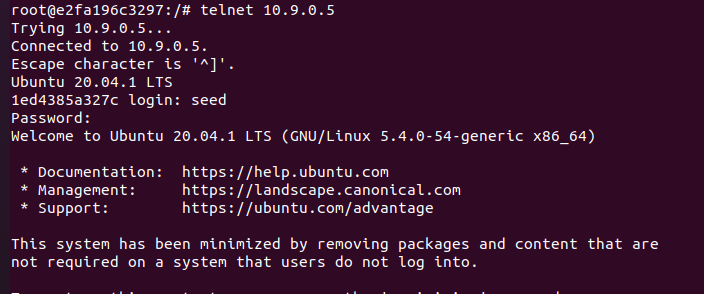 root@e2fa196c3297:/# telnet 10.9.0.5
Trying 10.9.0.5...
Connected to 10.9.0.5.
Escape character is '^]'.
Ubuntu 20.04.1 LTS
1ed4385a327c login: seed
Password:
Welcome to Ubuntu 20.04.1 LTS (GNU/Linux 5.4.0-54-generic x86_64)

 * Documentation:  https://help.ubuntu.com
 * Management:     https://landscape.canonical.com
 * Support:        https://ubuntu.com/advantage

This system has been minimized by removing packages and content that are
not required on a system that users do not log into.